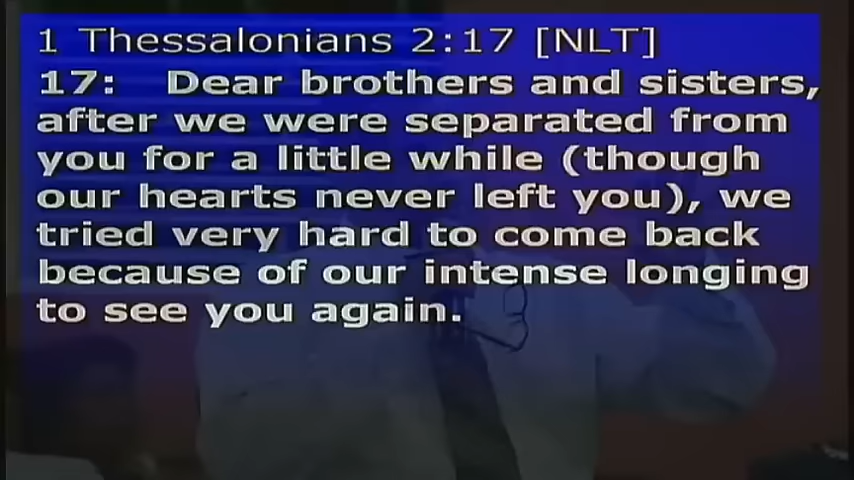 1 Thessalonians 2:17 [NLT]
17: Dear brothers and sisters,
after we were separated from
you for a little while (though
our hearts never left you), we
tried very hard to come back
because of our intense longing
to see you again.